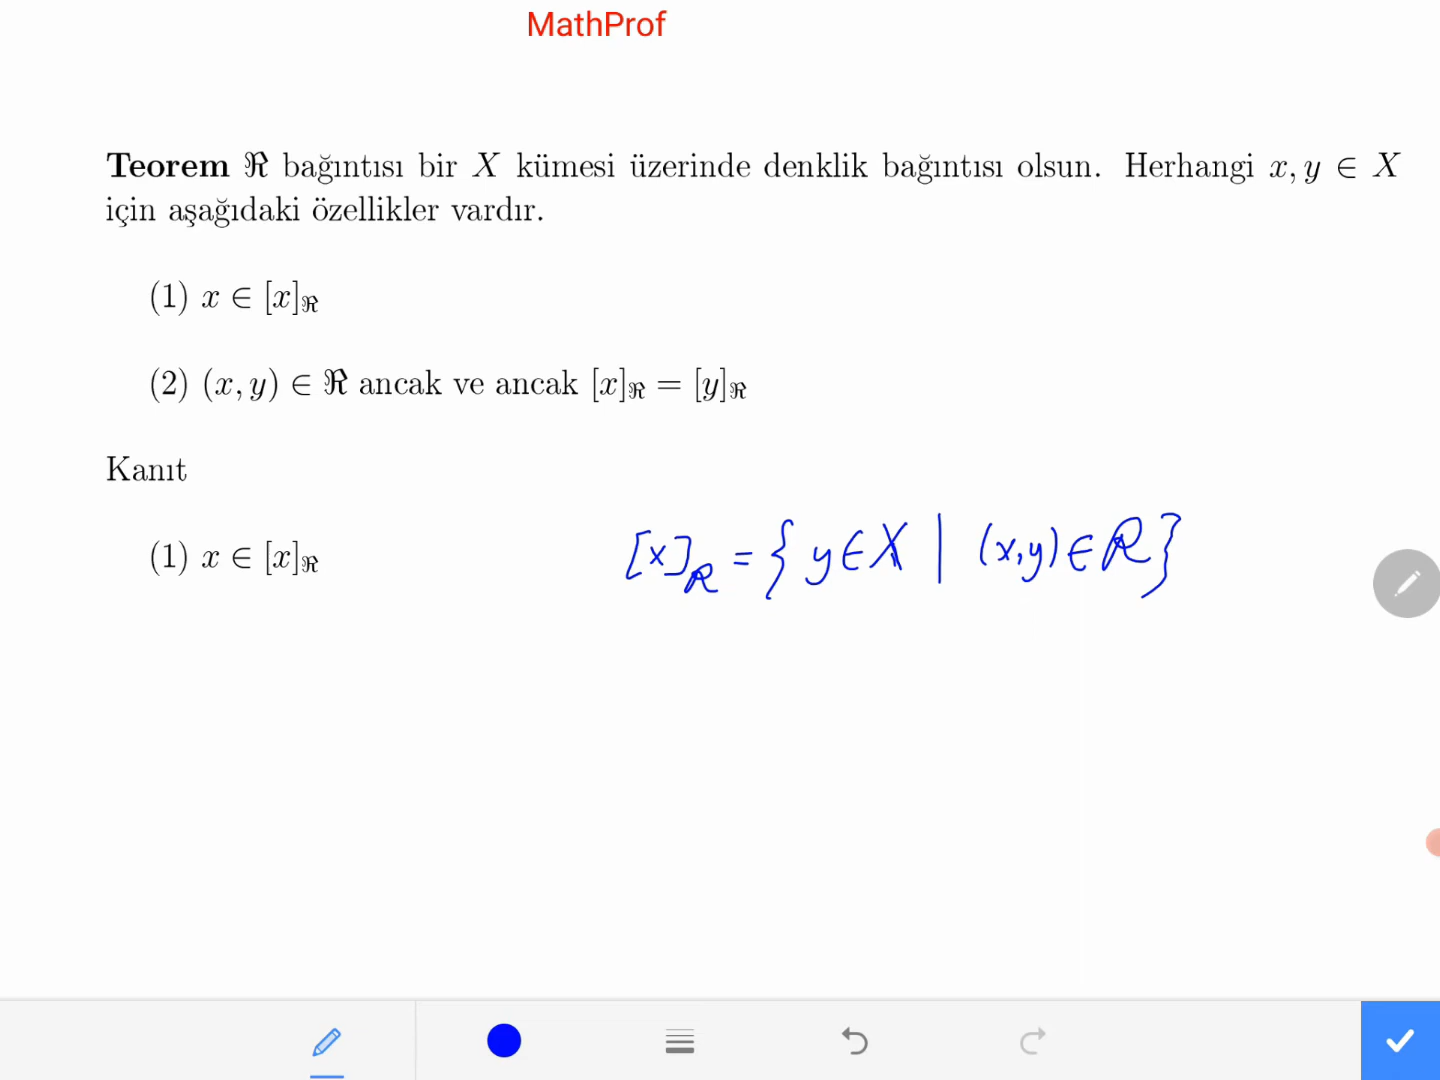 MathProf
Teorem ℜ bağıntısı bir X kümesi üzerinde denklik bağıntısı olsun. Herhangi x, y ∈ X
için aşağıdaki özellikler vardır.
(1) x ∈ [x]ℜ
(2) (x, y) ∈ ℜ ancak ve ancak [x]ℜ = [y]ℜ
Kanıt
(1) x ∈ [x]ℜ
[x]R = { y∈X | (x,y)∈R }